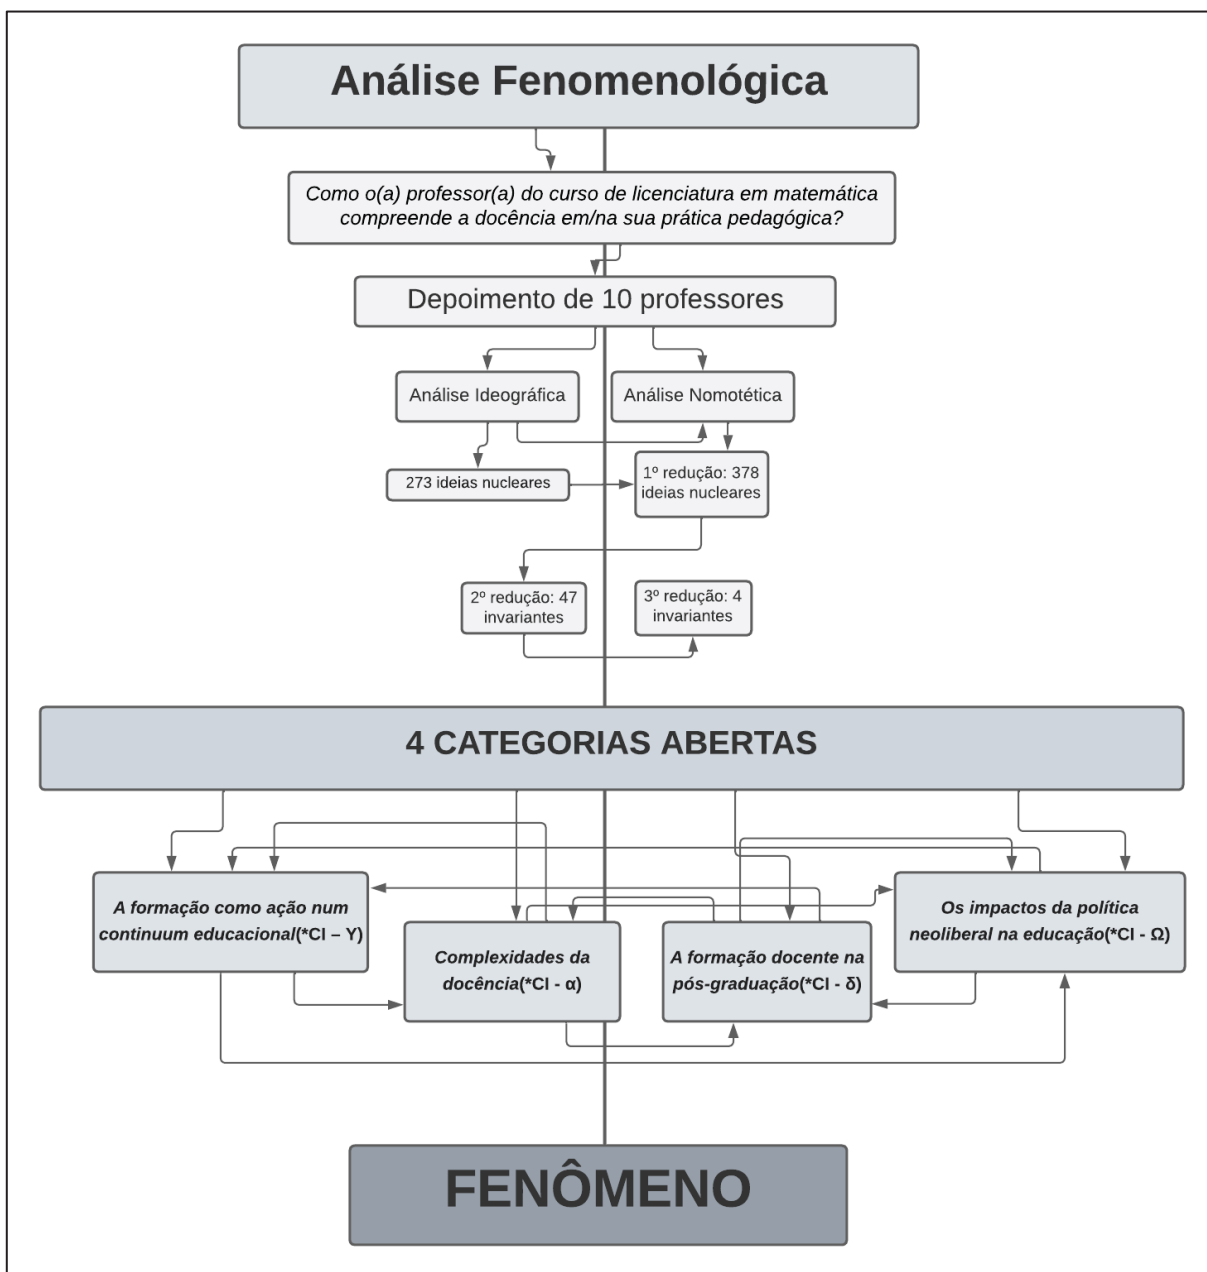 Análise Fenomenológica
Como o(a) professor(a) do curso de licenciatura em matemática
compreende a docência em/na sua prática pedagógica?
Depoimento de 10 professores
Análise Ideográfica
Análise Nomotética
273 ideias nucleares
1º redução: 378
ideias nucleares
2º redução: 47
invariantes
3º redução: 4
invariantes
4 CATEGORIAS ABERTAS
A formação como ação num
continuum educacional(*CI – Y)
Complexidades da
docência(*CI - α)
A formação docente na
pós-graduação(*CI - δ)
Os impactos da política
neoliberal na educação(*CI - Ω)
FENÔMENO